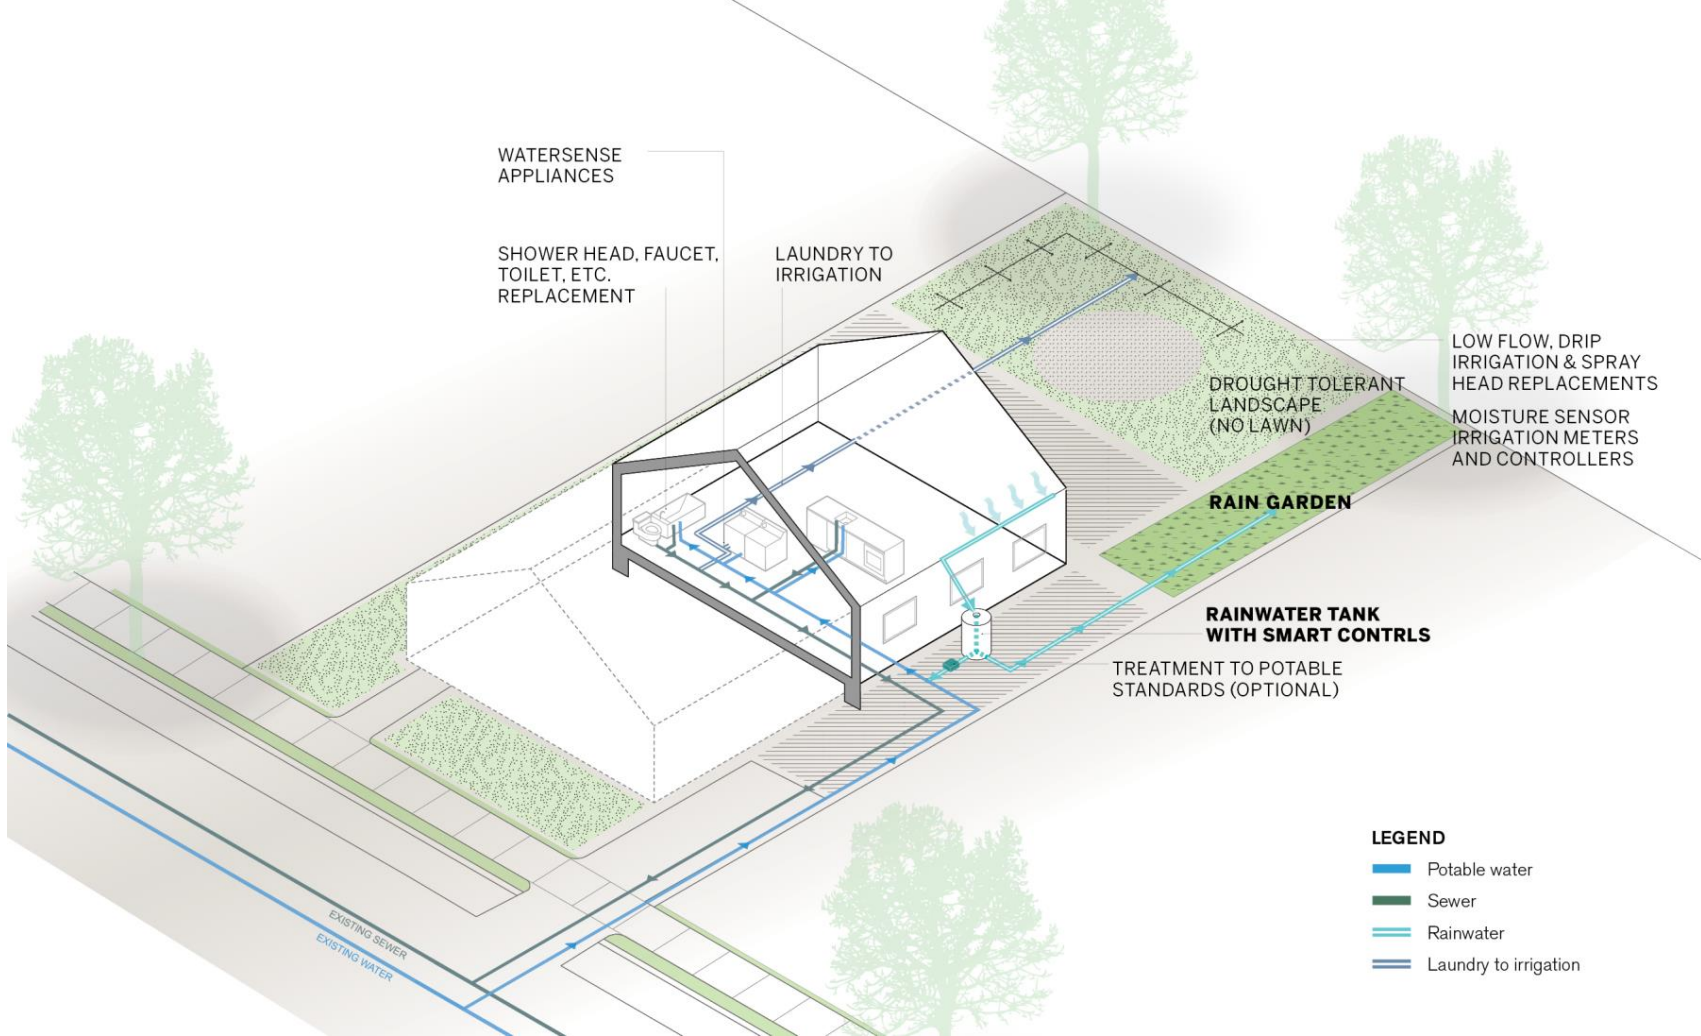 WATERSENSE
APPLIANCES
SHOWER HEAD, FAUCET,
TOILET, ETC.
REPLACEMENT
LAUNDRY TO
IRRIGATION
LOW FLOW, DRIP
IRRIGATION & SPRAY
HEAD REPLACEMENTS
DROUGHT TOLERANT
LANDSCAPE
(NO LAWN)
MOISTURE SENSOR
IRRIGATION METERS
AND CONTROLLERS
RAIN GARDEN
RAINWATER TANK
WITH SMART CONTRLS
TREATMENT TO POTABLE
STANDARDS (OPTIONAL)
EXISTING SEWER
EXISTING WATER
LEGEND
Potable water
Sewer
Rainwater
Laundry to irrigation